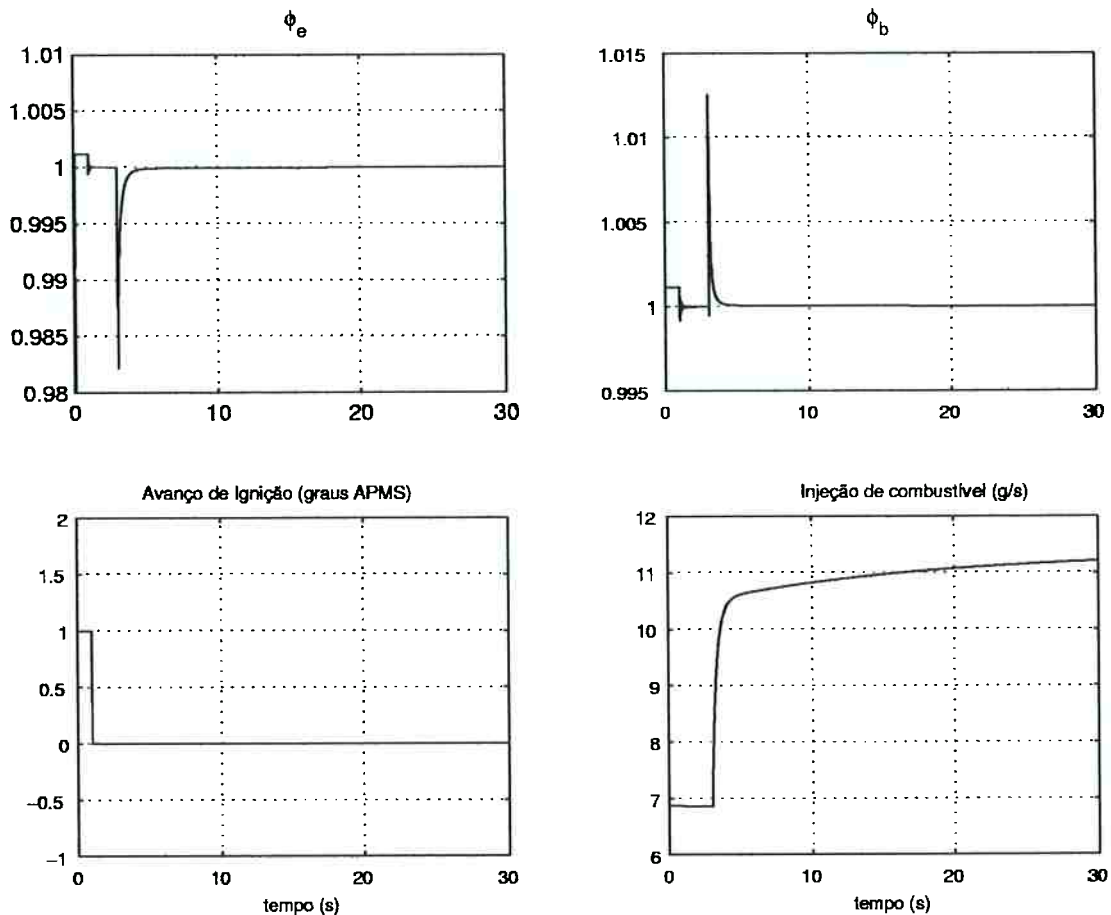 ϕ_e
1.01
1.005
1
0.995
0.99
0.985
0.98
0 10 20 30
ϕ_b
1.015
1.01
1.005
1
0.995
0 10 20 30
Avanço de Ignição (graus APMS)
2
1.5
1
0.5
0
−0.5
−1
0 10 20 30
tempo (s)
Injeção de combustível (g/s)
12
11
10
9
8
7
6
0 10 20 30
tempo (s)